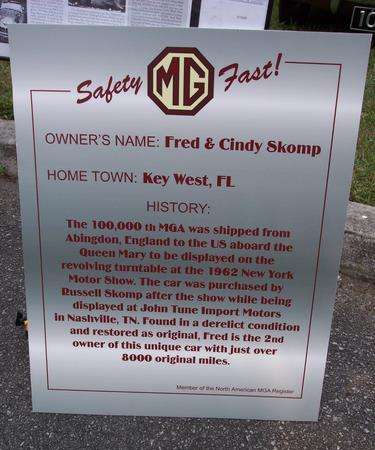 Safety MG Fast!
OWNER'S NAME: Fred & Cindy Skomp
HOME TOWN: Key West, FL
HISTORY:
The 100,000 th MGA was shipped from
Abingdon, England to the US aboard the
Queen Mary to be displayed on the
revolving turntable at the 1962 New York
Motor Show. The car was purchased by
Russell Skomp after the show while being
displayed at John Tune Import Motors
in Nashville, TN. Found in a derelict condition
and restored as original, Fred is the 2nd
owner of this unique car with just over
8000 original miles.
Member of the North American MGA Register